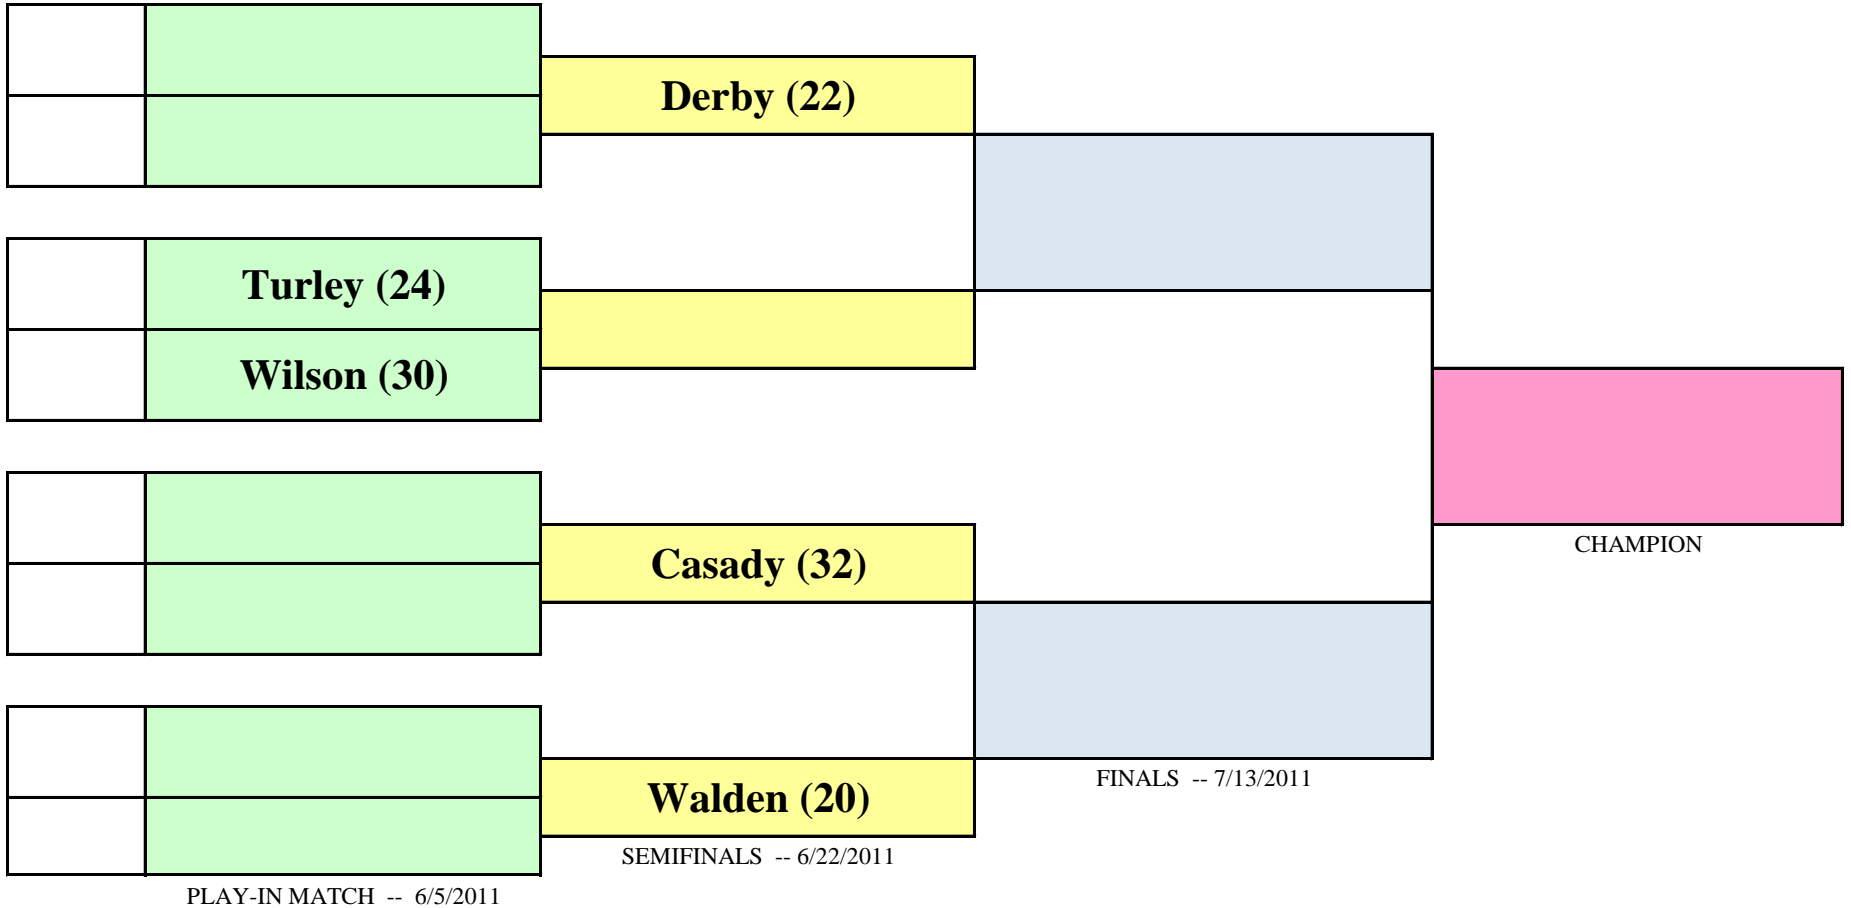 Derby (22)
Turley (24)
Wilson (30)
Casady (32)
CHAMPION
Walden (20)
FINALS -- 7/13/2011
SEMIFINALS -- 6/22/2011
PLAY-IN MATCH -- 6/5/2011